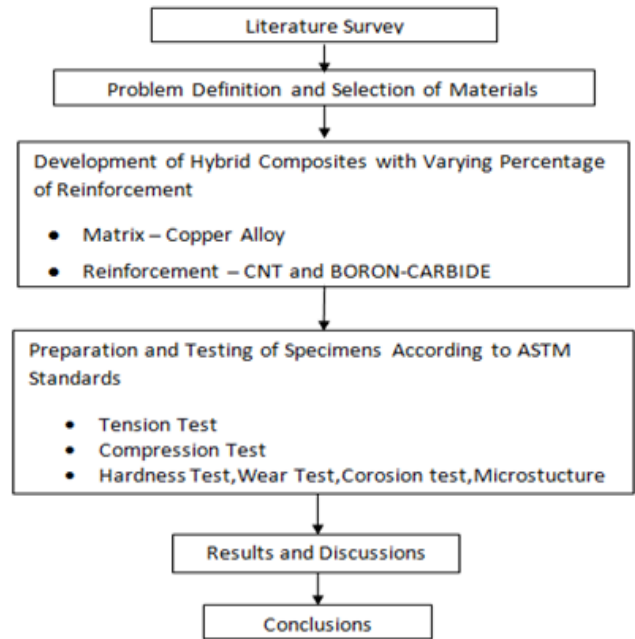 Literature Survey
Problem Definition and Selection of Materials
Development of Hybrid Composites with Varying Percentage
of Reinforcement
● Matrix – Copper Alloy
● Reinforcement – CNT and BORON-CARBIDE
Preparation and Testing of Specimens According to ASTM
Standards
● Tension Test
● Compression Test
● Hardness Test,Wear Test,Corosion test,Microstucture
Results and Discussions
Conclusions